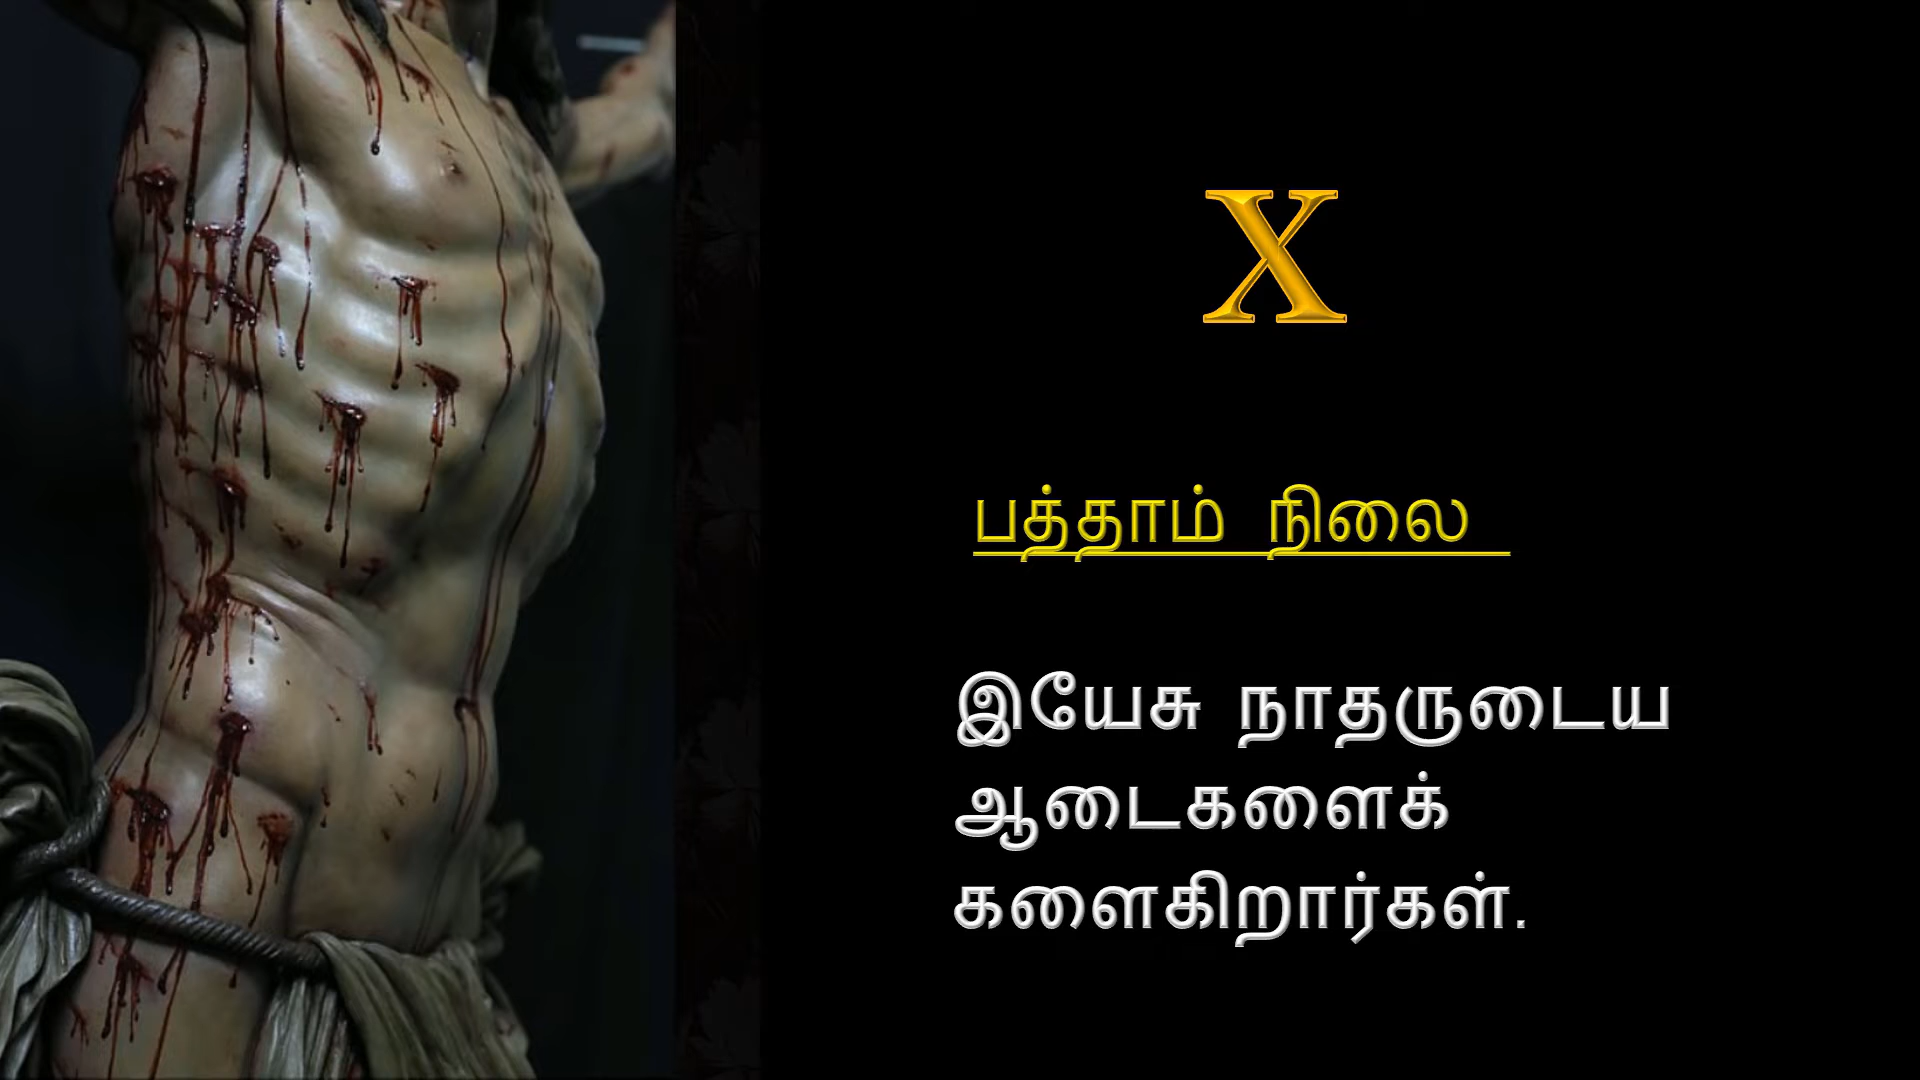 X
பத்தாம் நிலை
இயேசு நாதருடைய
ஆடைகளைக்
களைகிறார்கள்.